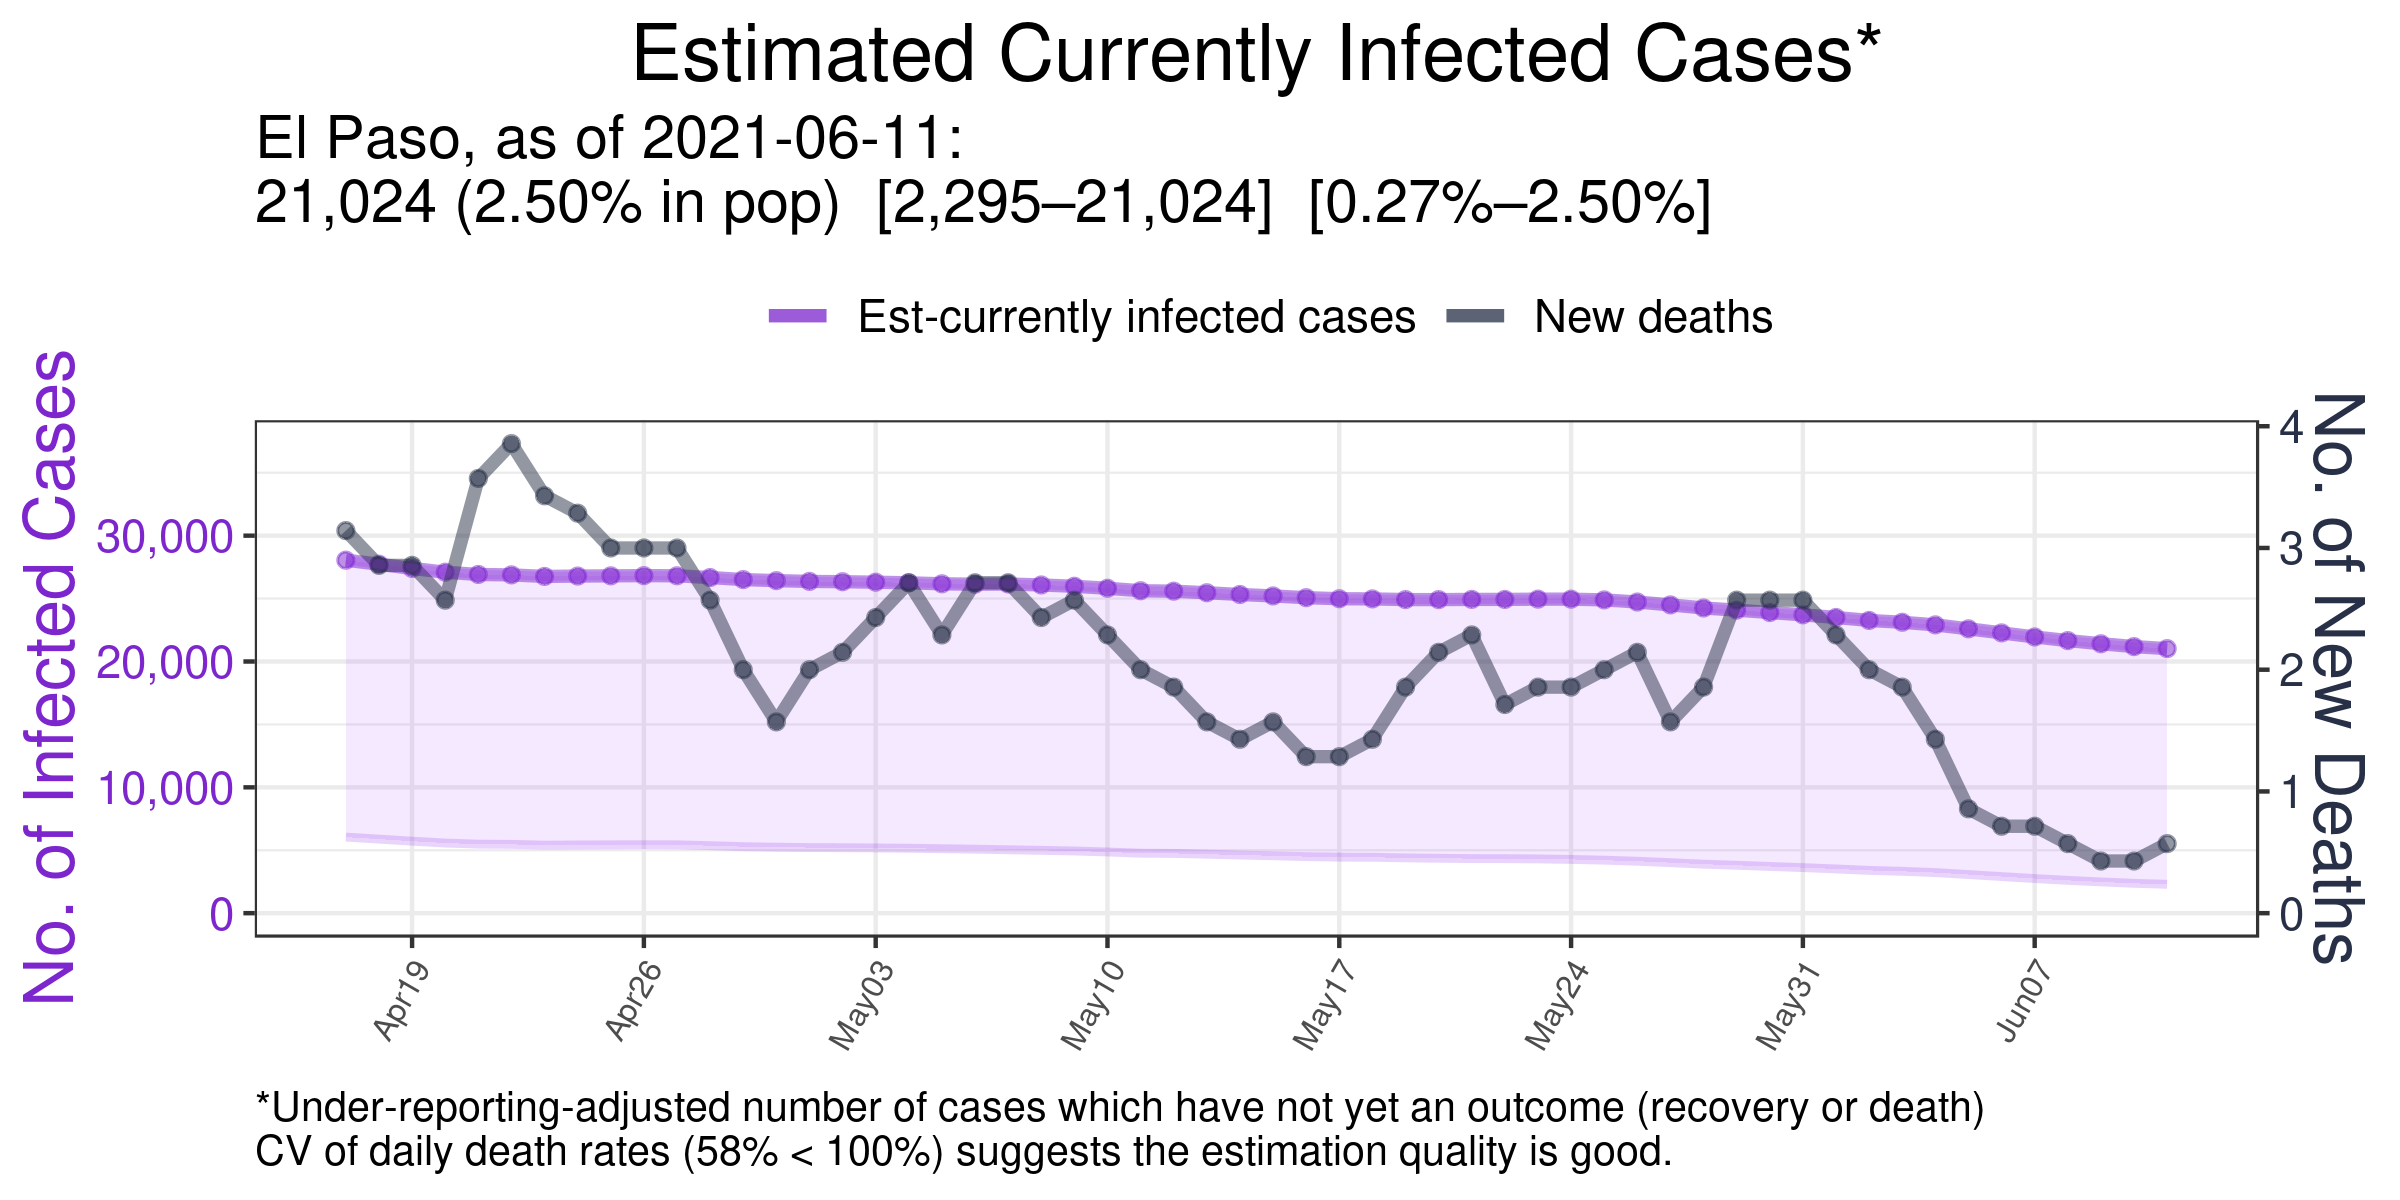 Estimated Currently Infected Cases*
El Paso, as of 2021-06-11:
21,024 (2.50% in pop)  [2,295–21,024]  [0.27%–2.50%]
Est-currently infected cases
New deaths
No. of Infected Cases
30,000
20,000
10,000
0
4
3
2
1
0
No. of New Deaths
Apr19
Apr26
May03
May10
May17
May24
May31
Jun07
*Under-reporting-adjusted number of cases which have not yet an outcome (recovery or death)
CV of daily death rates (58% < 100%) suggests the estimation quality is good.